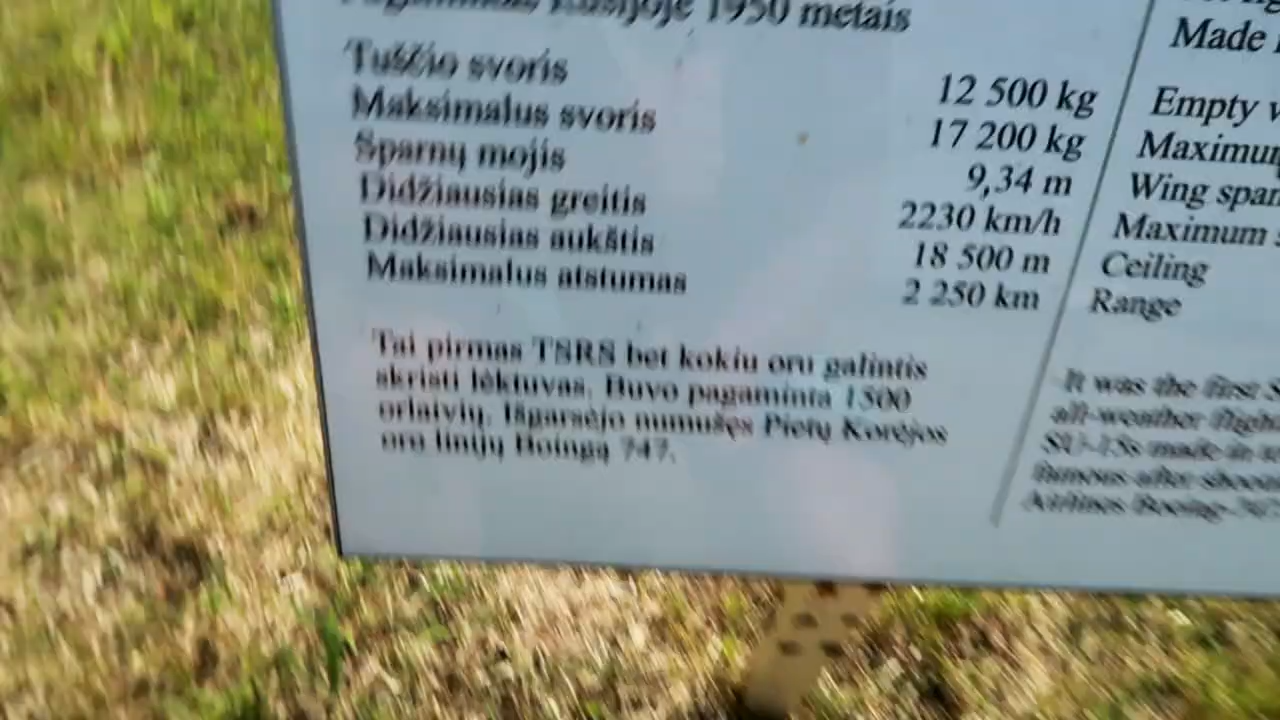 Pagaminta Rusijoje 1950 metais
Tuščio svoris 12 500 kg
Maksimalus svoris 17 200 kg
Sparnų mojis 9,34 m
Didžiausias greitis 2230 km/h
Didžiausias aukštis 18 500 m
Maksimalus atstumas 2 250 km
Tai pirmas TSRS bet kokiu oru galintis
skristi lėktuvas. Buvo pagaminta 1500
orlaivių. Išgarsėjo numušęs Pietų Korėjos
oro linijų Boingą 747.
Made
Empty
Maximum
Wing span
Maximum
Ceiling
Range
It was the first
all-weather flight
SU-15s made in
famous after
Airlines Boeing-747